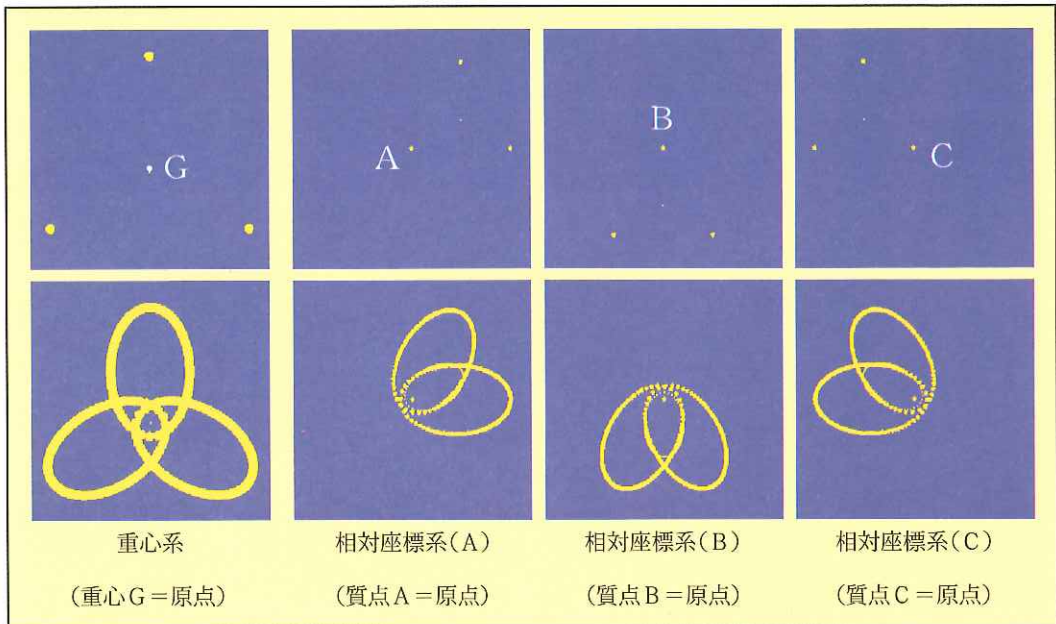 G
A
B
C
重心系
(重心G=原点)
相対座標系(A)
(質点A=原点)
相対座標系(B)
(質点B=原点)
相対座標系(C)
(質点C=原点)